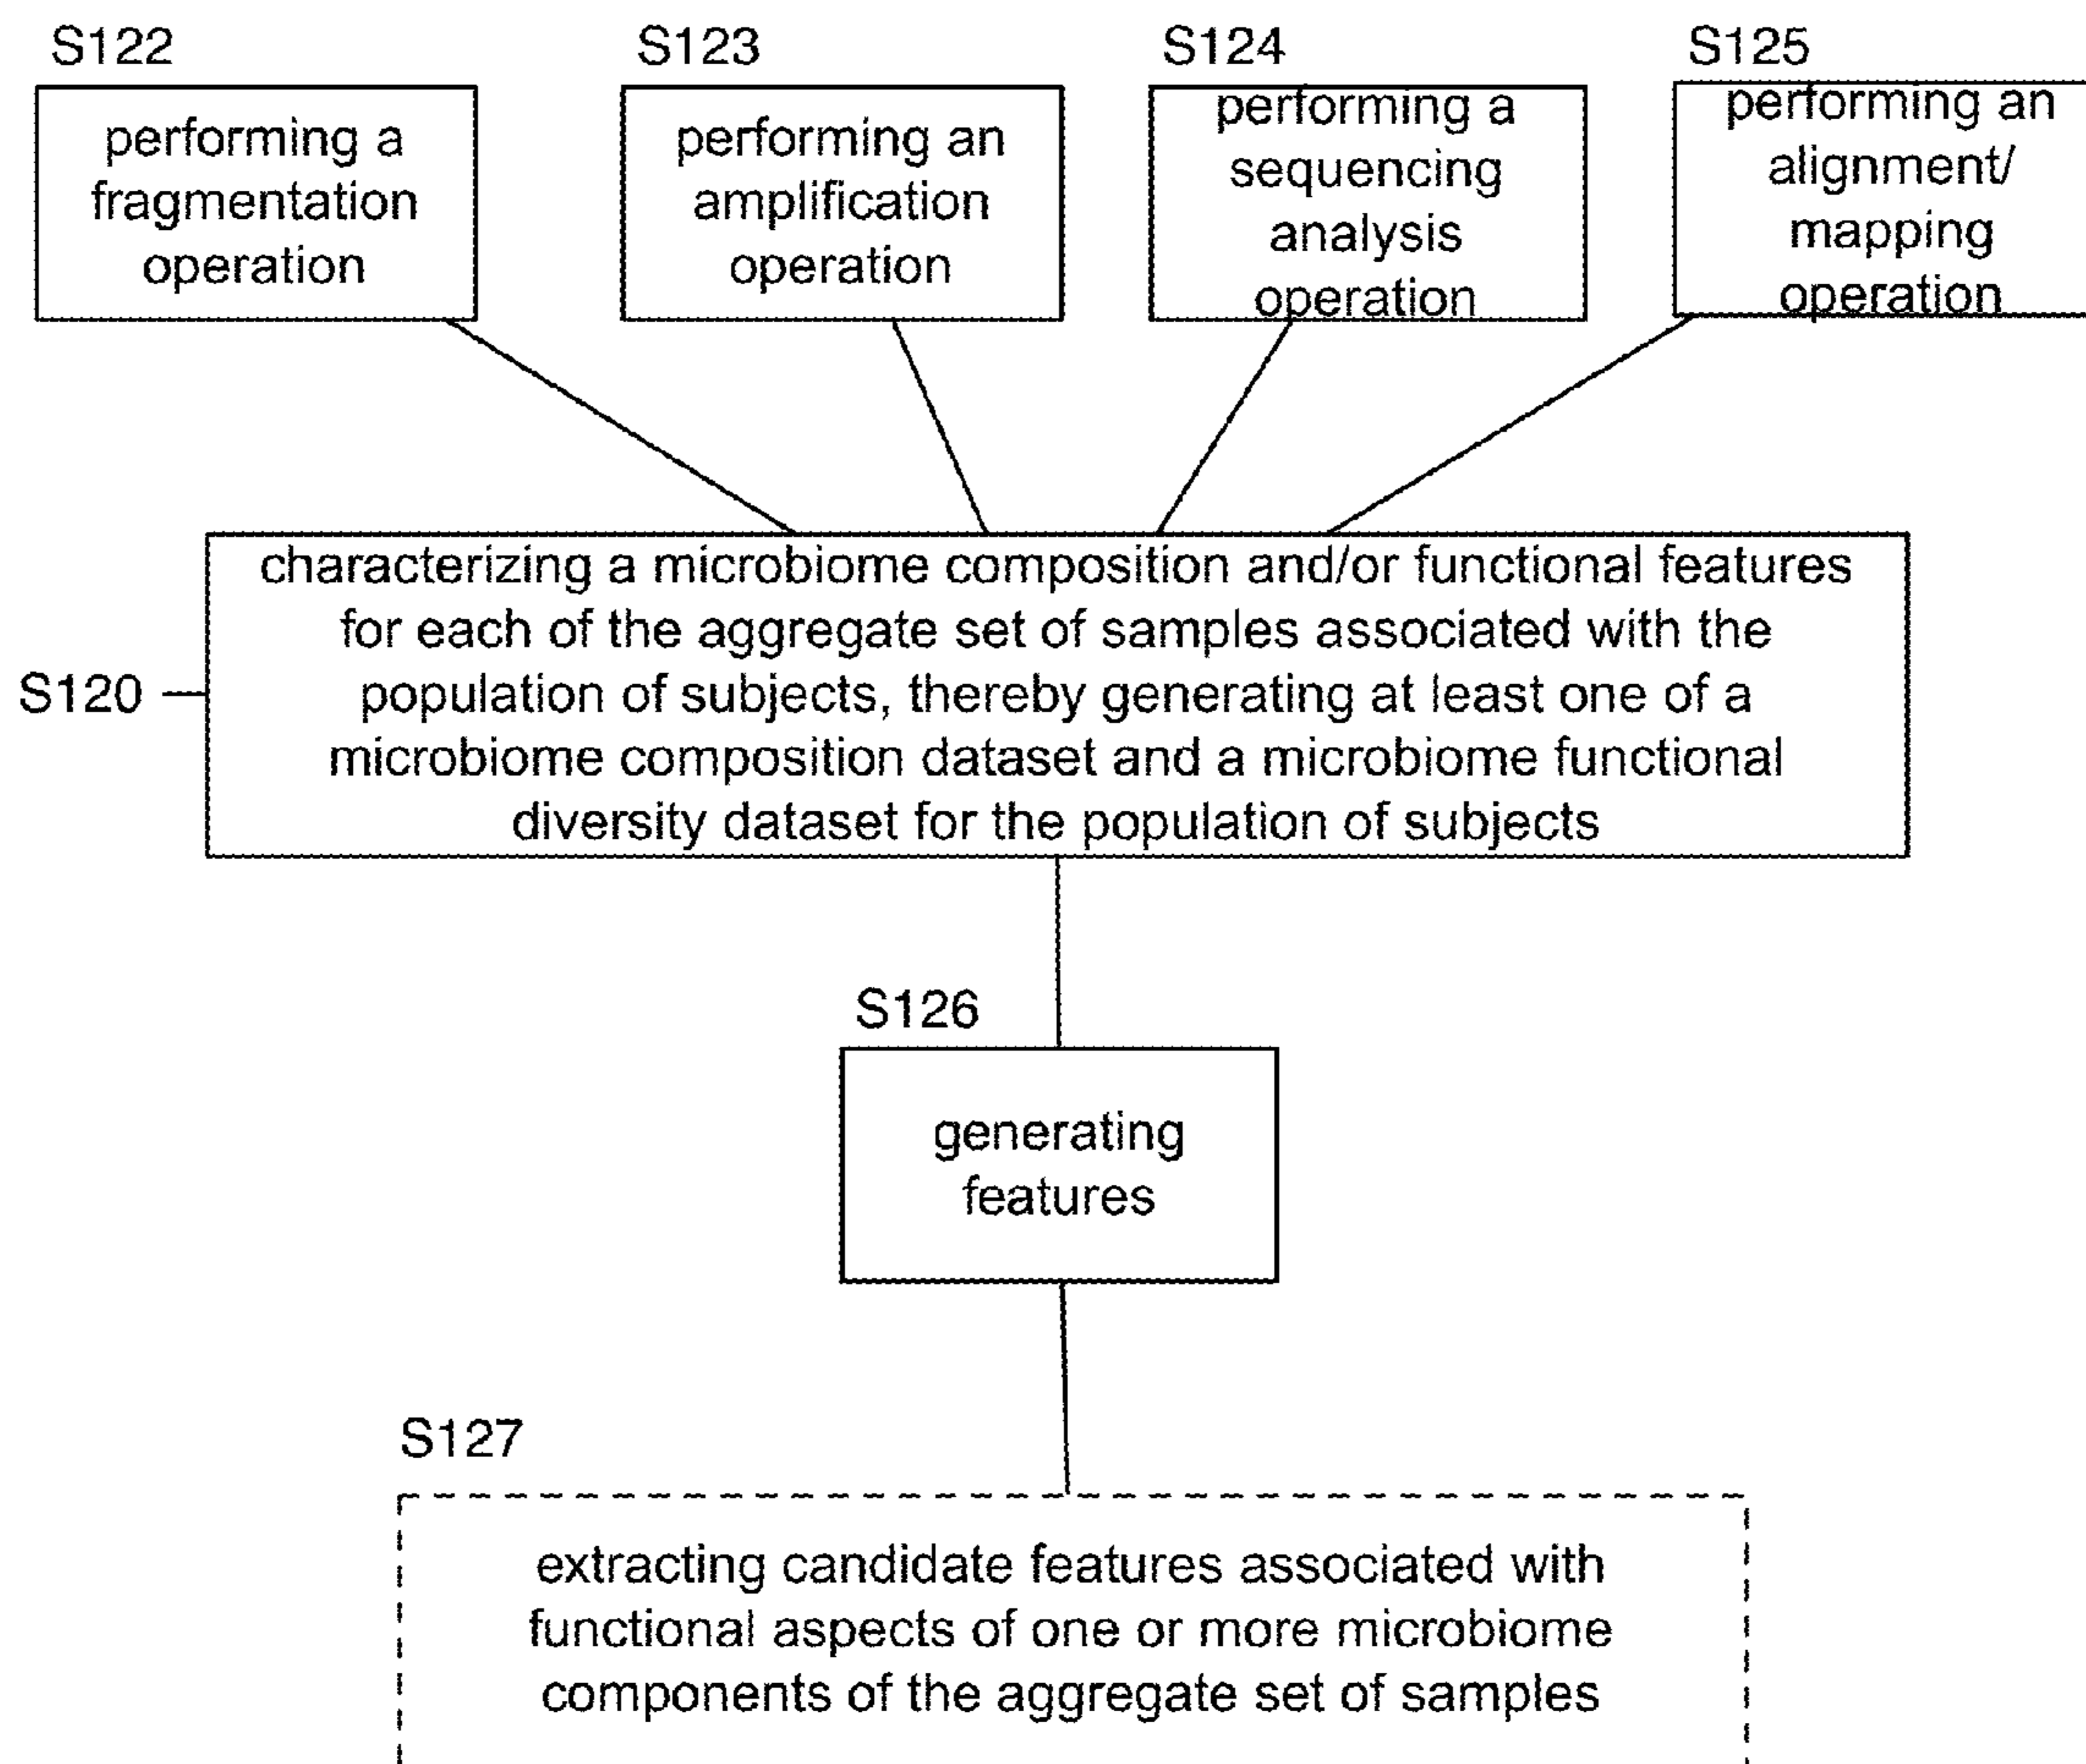 S122
performing a
fragmentation
operation
S123
performing an
amplification
operation
S124
performing a
sequencing
analysis
operation
S125
performing an
alignment/
mapping
operation
S120
characterizing a microbiome composition and/or functional features
for each of the aggregate set of samples associated with the
population of subjects, thereby generating at least one of a
microbiome composition dataset and a microbiome functional
diversity dataset for the population of subjects
S126
generating
features
S127
extracting candidate features associated with
functional aspects of one or more microbiome
components of the aggregate set of samples